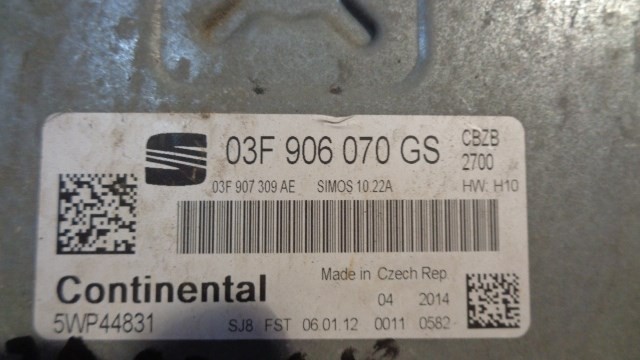 03F 906 070 GS
CBZB
2700
03F 907 309 AE SIMOS 10.22A HW: H10
Continental
Made in Czech Rep
04 2014
5WP44831
SJ8 FST 06.01.12 0011 0582-